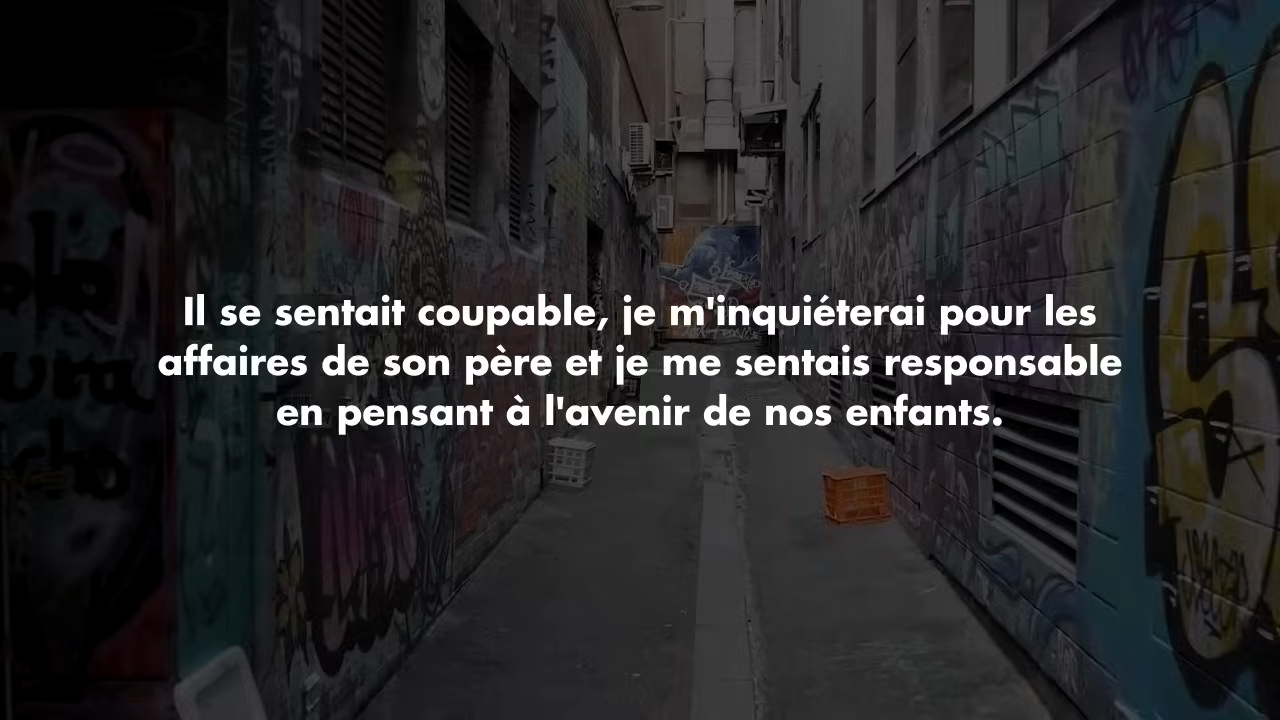 Il se sentait coupable, je m'inquiéterai pour les
affaires de son père et je me sentais responsable
en pensant à l'avenir de nos enfants.